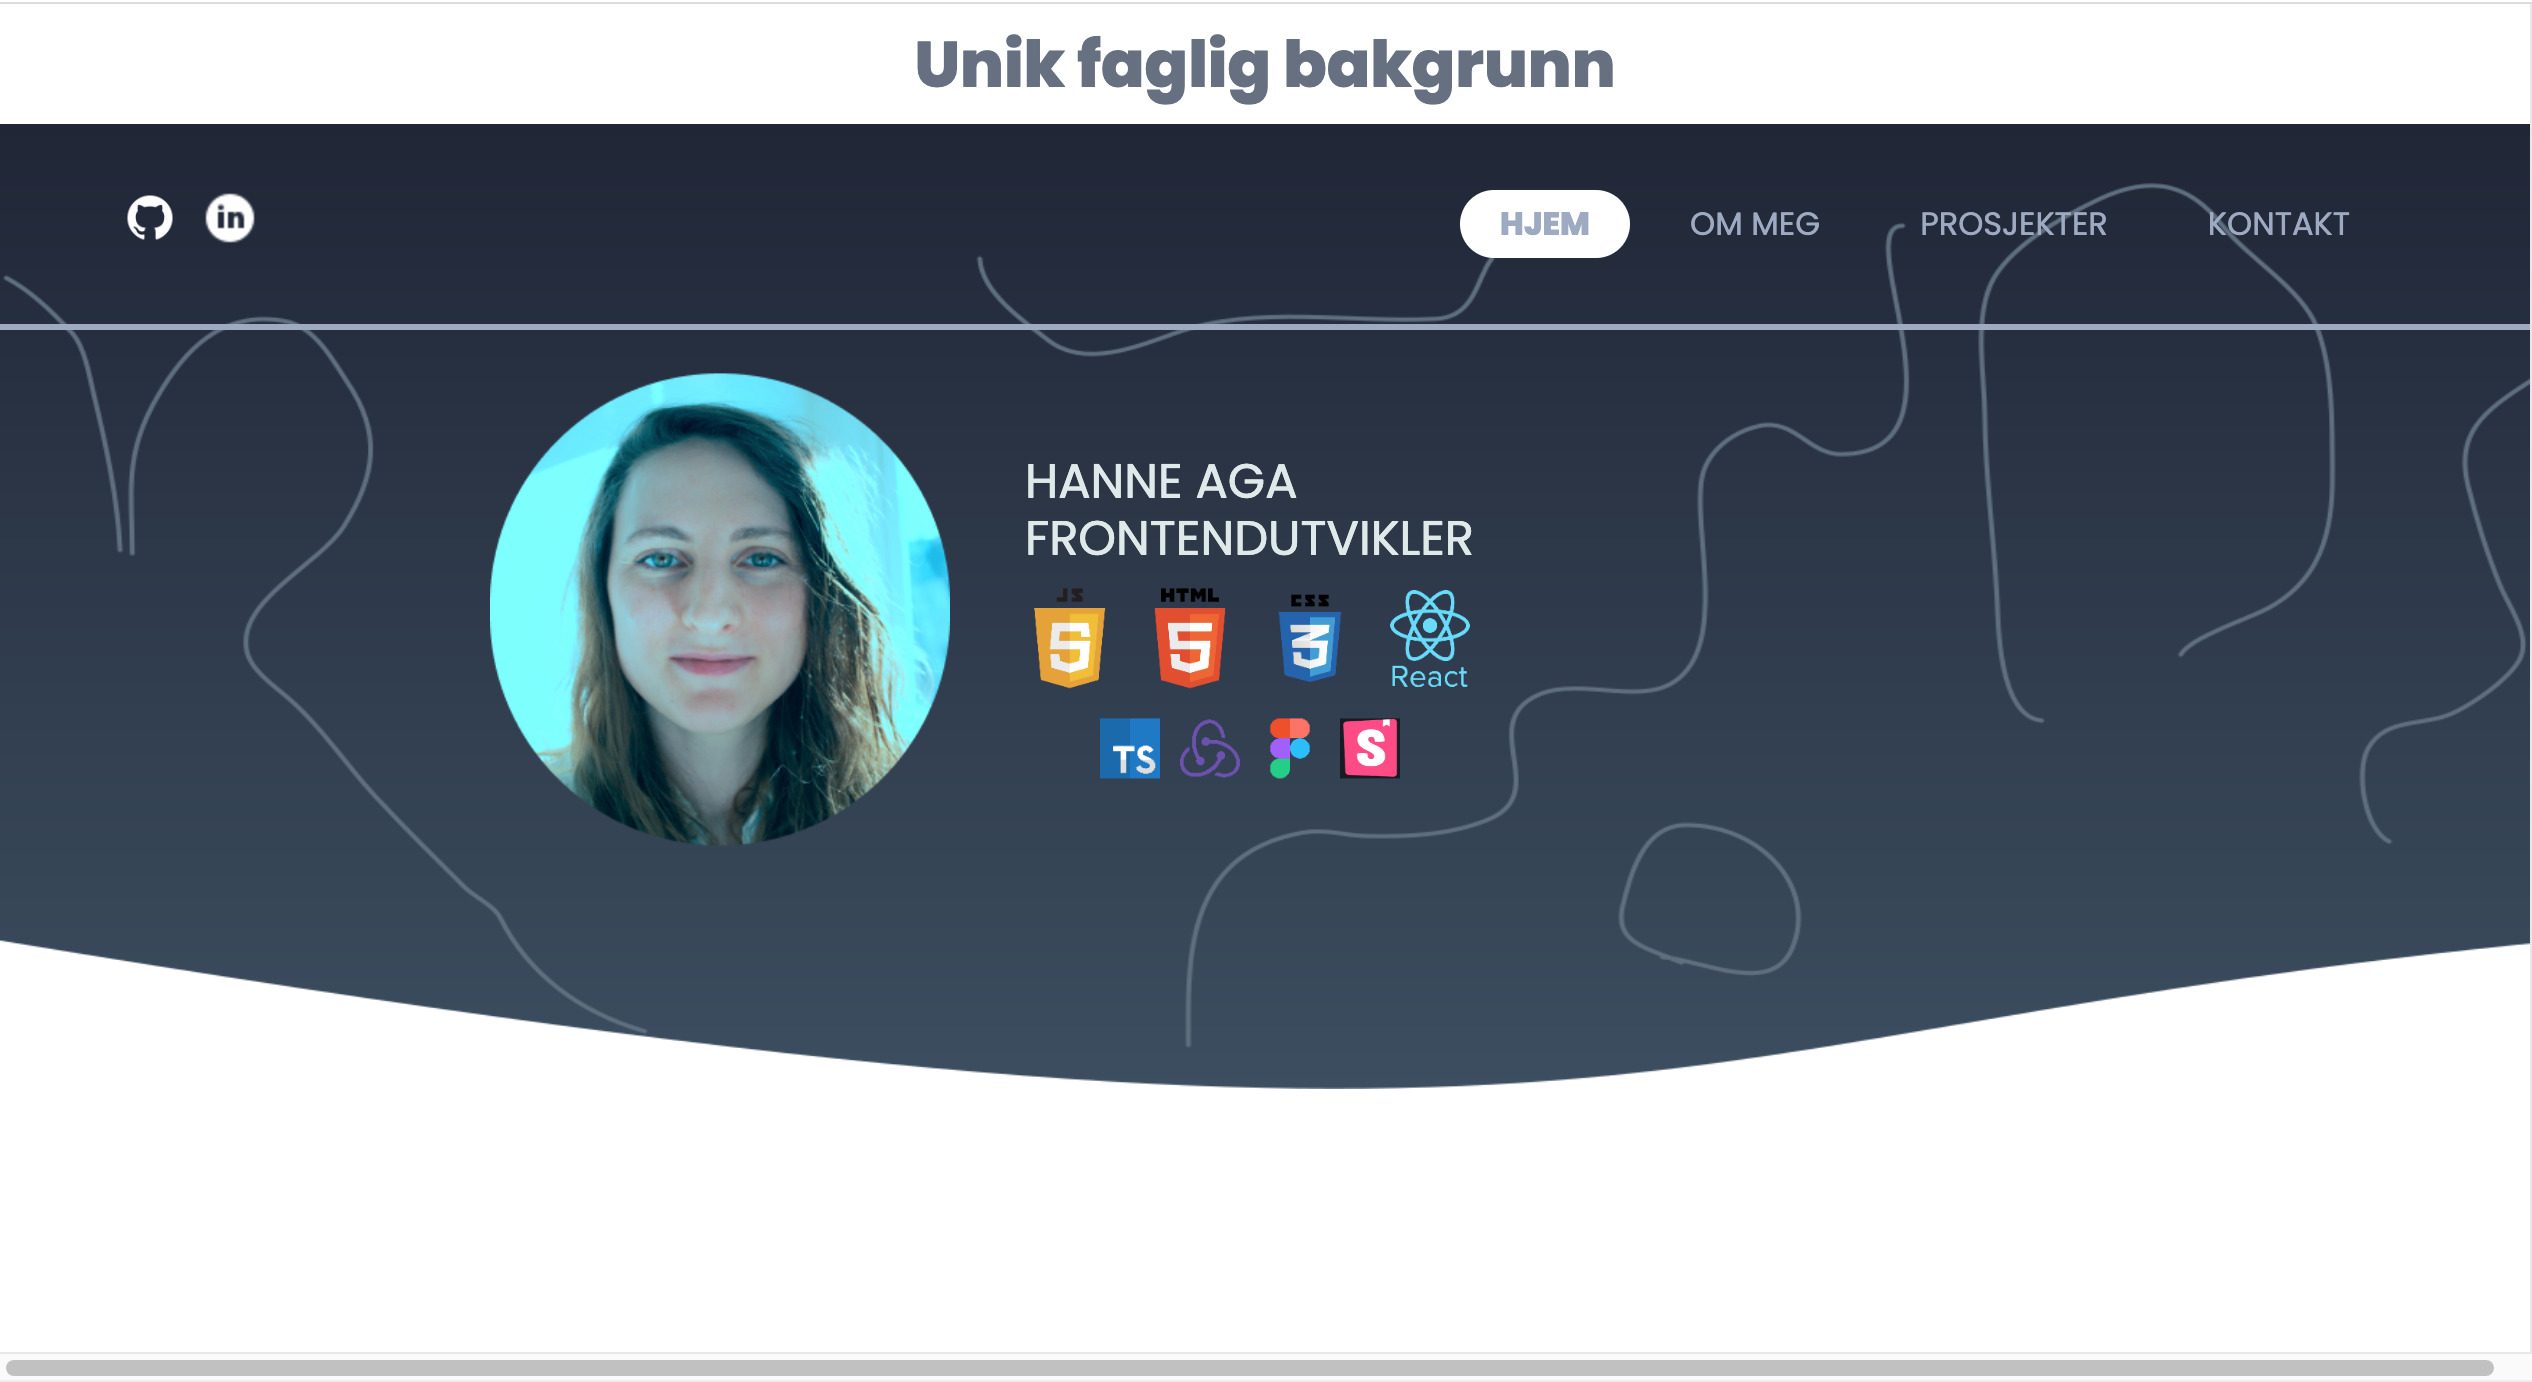 Unik faglig bakgrunn
in
HJEM
OM MEG
PROSJEKTER
KONTAKT
HANNE AGA
FRONTENDUTVIKLER
JS
HTML
CSS
5
5
3
React
TS
S